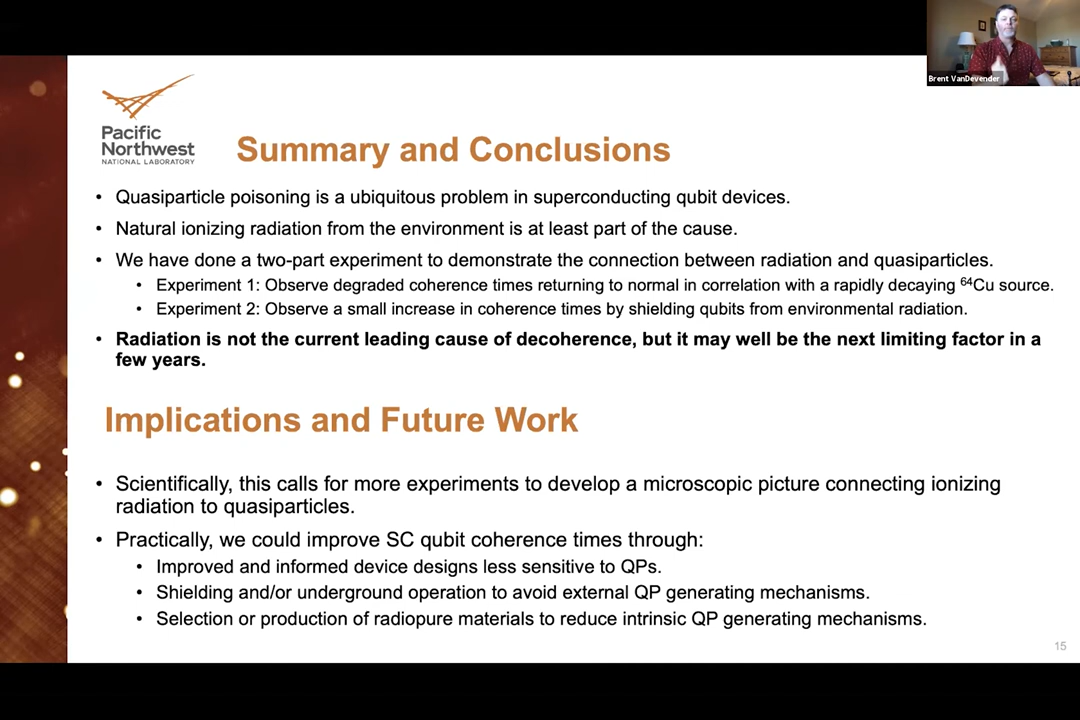 Brent VanDevender
Pacific
Northwest
NATIONAL LABORATORY
Summary and Conclusions
• Quasiparticle poisoning is a ubiquitous problem in superconducting qubit devices.
• Natural ionizing radiation from the environment is at least part of the cause.
• We have done a two-part experiment to demonstrate the connection between radiation and quasiparticles.
• Experiment 1: Observe degraded coherence times returning to normal in correlation with a rapidly decaying ⁶⁴Cu source.
• Experiment 2: Observe a small increase in coherence times by shielding qubits from environmental radiation.
• Radiation is not the current leading cause of decoherence, but it may well be the next limiting factor in a
few years.
Implications and Future Work
• Scientifically, this calls for more experiments to develop a microscopic picture connecting ionizing
radiation to quasiparticles.
• Practically, we could improve SC qubit coherence times through:
• Improved and informed device designs less sensitive to QPs.
• Shielding and/or underground operation to avoid external QP generating mechanisms.
• Selection or production of radiopure materials to reduce intrinsic QP generating mechanisms.
15